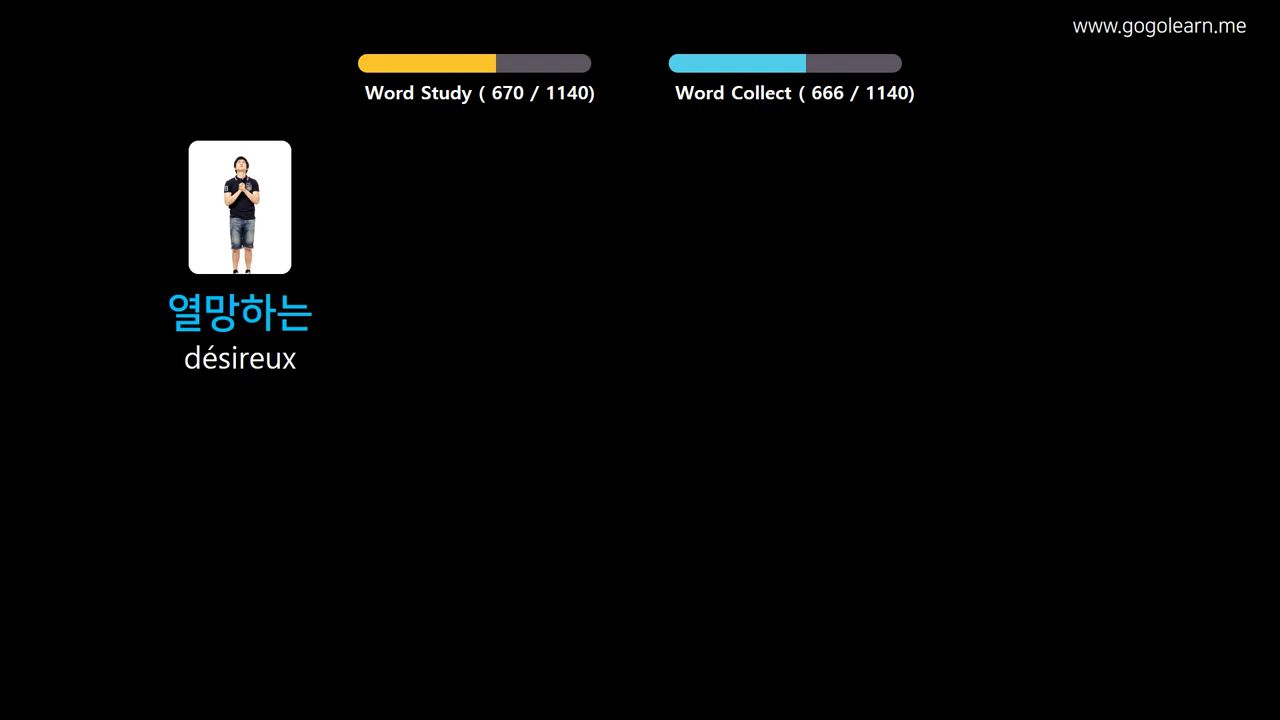 www.gogolearn.me
Word Study ( 670 / 1140)
Word Collect ( 666 / 1140)
열망하는
désireux